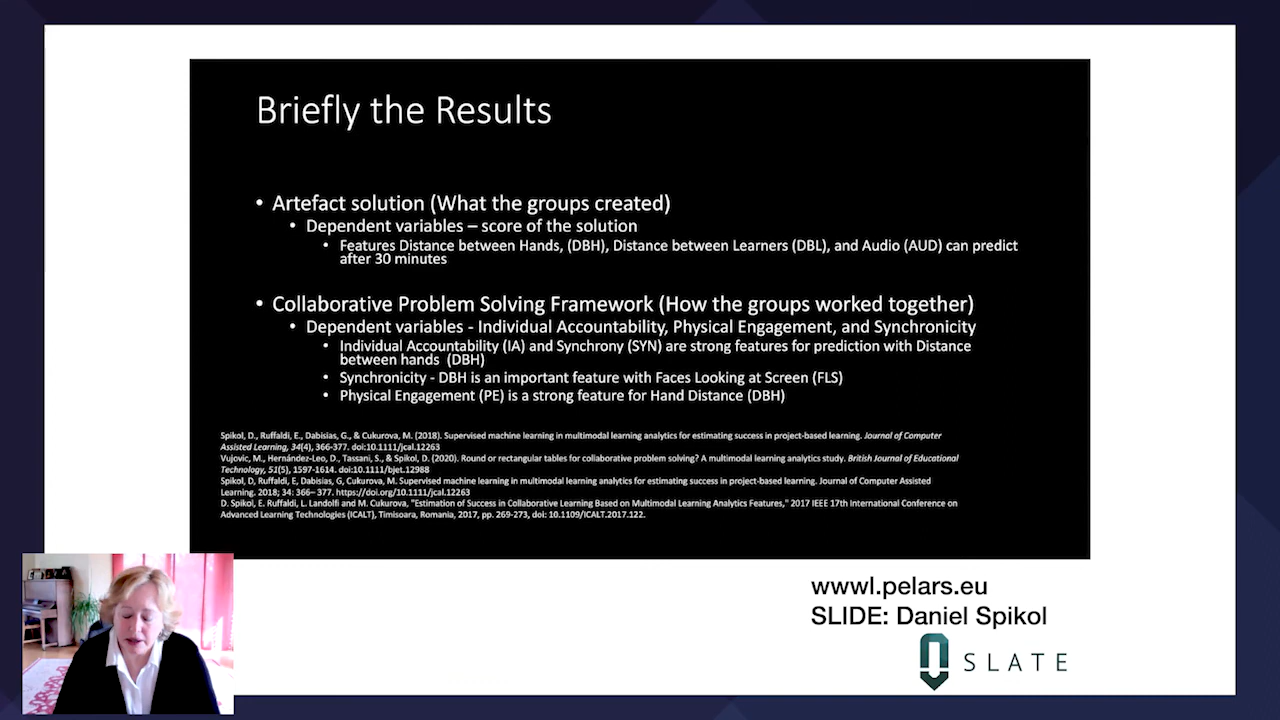 Briefly the Results
• Artefact solution (What the groups created)
• Dependent variables – score of the solution
• Features Distance between Hands, (DBH), Distance between Learners (DBL), and Audio (AUD) can predict
after 30 minutes
• Collaborative Problem Solving Framework (How the groups worked together)
• Dependent variables - Individual Accountability, Physical Engagement, and Synchronicity
• Individual Accountability (IA) and Synchrony (SYN) are strong features for prediction with Distance
between hands (DBH)
• Synchronicity - DBH is an important feature with Faces Looking at Screen (FLS)
• Physical Engagement (PE) is a strong feature for Hand Distance (DBH)
Spikol, D., Ruffaldi, E., Dabisias, G., & Cukurova, M. (2018). Supervised machine learning in multimodal learning analytics for estimating success in project-based learning. Journal of Computer
Assisted Learning, 34(4), 366-377. doi:10.1111/jcal.12263
Vujovic, M., Hernández-Leo, D., Tassani, S., & Spikol, D. (2020). Round or rectangular tables for collaborative problem solving? A multimodal learning analytics study. British Journal of Educational
Technology, 51(5), 1597-1614. doi:10.1111/bjet.12988
Spikol, D, Ruffaldi, E, Dabisias, G, Cukurova, M. Supervised machine learning in multimodal learning analytics for estimating success in project-based learning. Journal of Computer Assisted
Learning. 2018; 34: 366– 377. https://doi.org/10.1111/jcal.12263
D. Spikol, E. Ruffaldi, L. Landolfi and M. Cukurova, "Estimation of Success in Collaborative Learning Based on Multimodal Learning Analytics Features," 2017 IEEE 17th International Conference on
Advanced Learning Technologies (ICALT), Timisoara, Romania, 2017, pp. 269-273, doi: 10.1109/ICALT.2017.122.
wwwl.pelars.eu
SLIDE: Daniel Spikol
SLATE